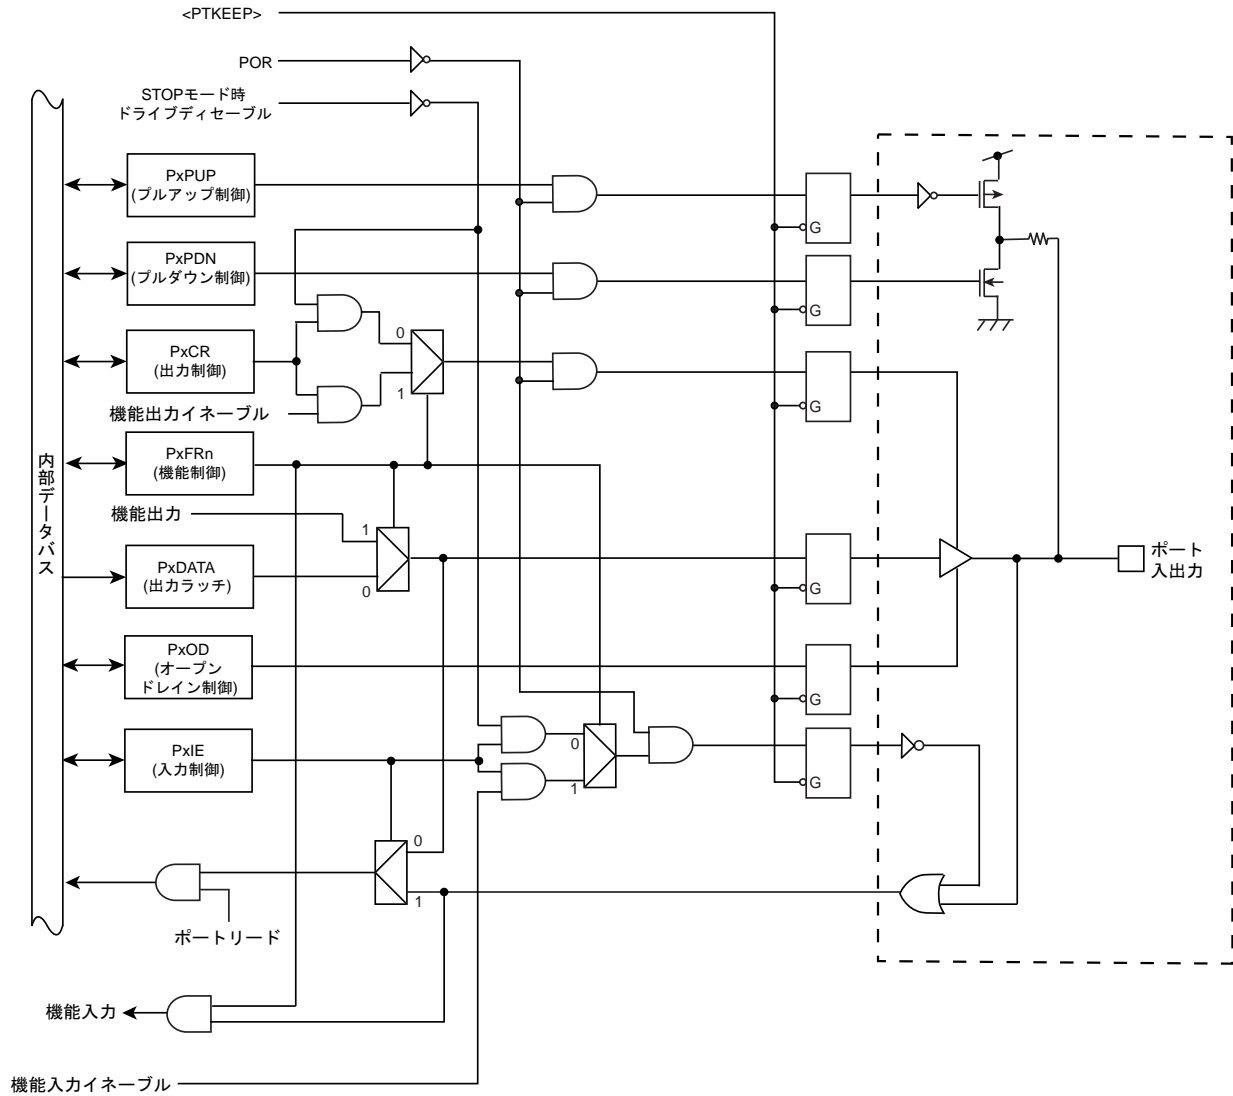 <PTKEEP>
POR
STOPモード時
ドライブディセーブル
PxPUP
(プルアップ制御)
G
PxPDN
(プルダウン制御)
G
PxCR
(出力制御)
0
1
G
機能出力イネーブル
PxFRn
(機能制御)
内部データバス
機能出力
1
0
PxDATA
(出力ラッチ)
G
ポート
入出力
PxOD
(オープン
ドレイン制御)
G
PxIE
(入力制御)
0
1
G
0
1
ポートリード
機能入力
機能入力イネーブル